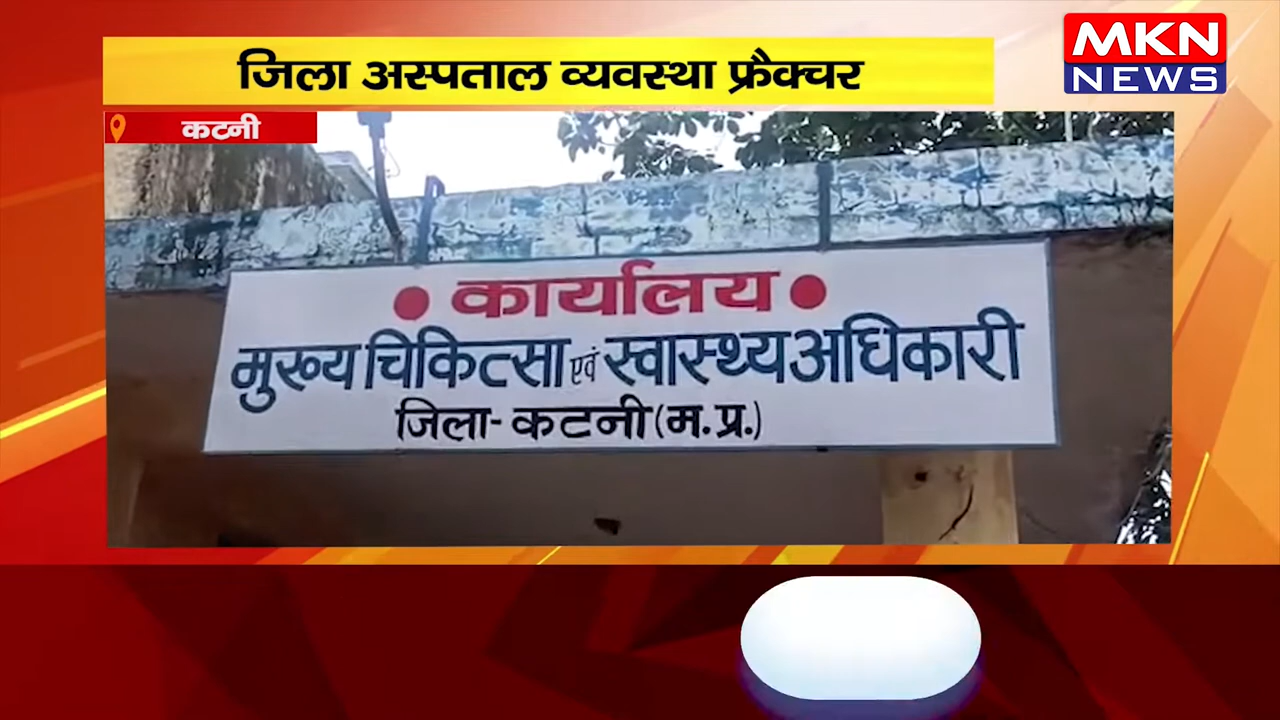 जिला अस्पताल व्यवस्था फ्रैक्चर
MKN
NEWS
कटनी
• कार्यालय •
मुख्य चिकित्सा एवं स्वास्थ्य अधिकारी
जिला- कटनी (म.प्र.)